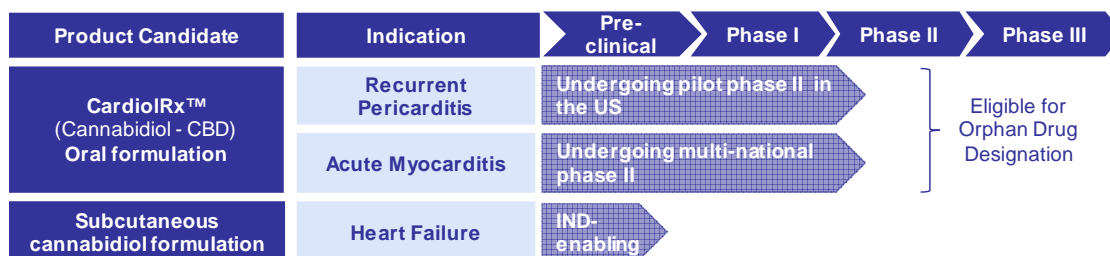 Product Candidate
Indication
Pre-
clinical
Phase I
Phase II
Phase III
CardiolRx™
(Cannabidiol - CBD)
Oral formulation
Recurrent
Pericarditis
Undergoing pilot phase II in
the US
Acute Myocarditis
Undergoing multi-national
phase II
Eligible for
Orphan Drug
Designation
Subcutaneous
cannabidiol formulation
Heart Failure
IND-
enabling